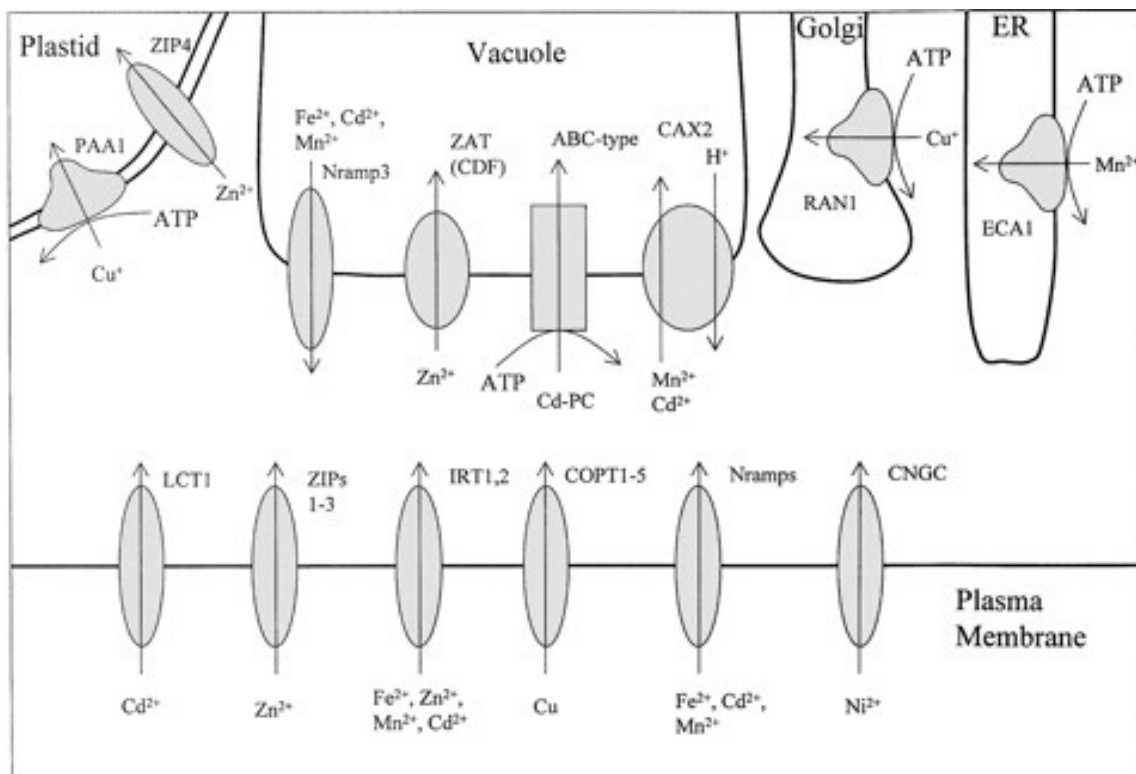 Plastid
ZIP4
PAA1
Zn²⁺
ATP
Cu⁺
Vacuole
Fe²⁺, Cd²⁺,
Mn²⁺
Nramp3
ZAT
(CDF)
Zn²⁺
ABC-type
ATP
Cd-PC
CAX2
H⁺
Mn²⁺
Cd²⁺
Golgi
ATP
Cu⁺
RAN1
ER
ATP
Mn²⁺
ECA1
LCT1
Cd²⁺
ZIPs
1-3
Zn²⁺
IRT1,2
Fe²⁺, Zn²⁺,
Mn²⁺, Cd²⁺
COPT1-5
Cu
Nramps
Fe²⁺, Cd²⁺,
Mn²⁺
CNGC
Ni²⁺
Plasma
Membrane